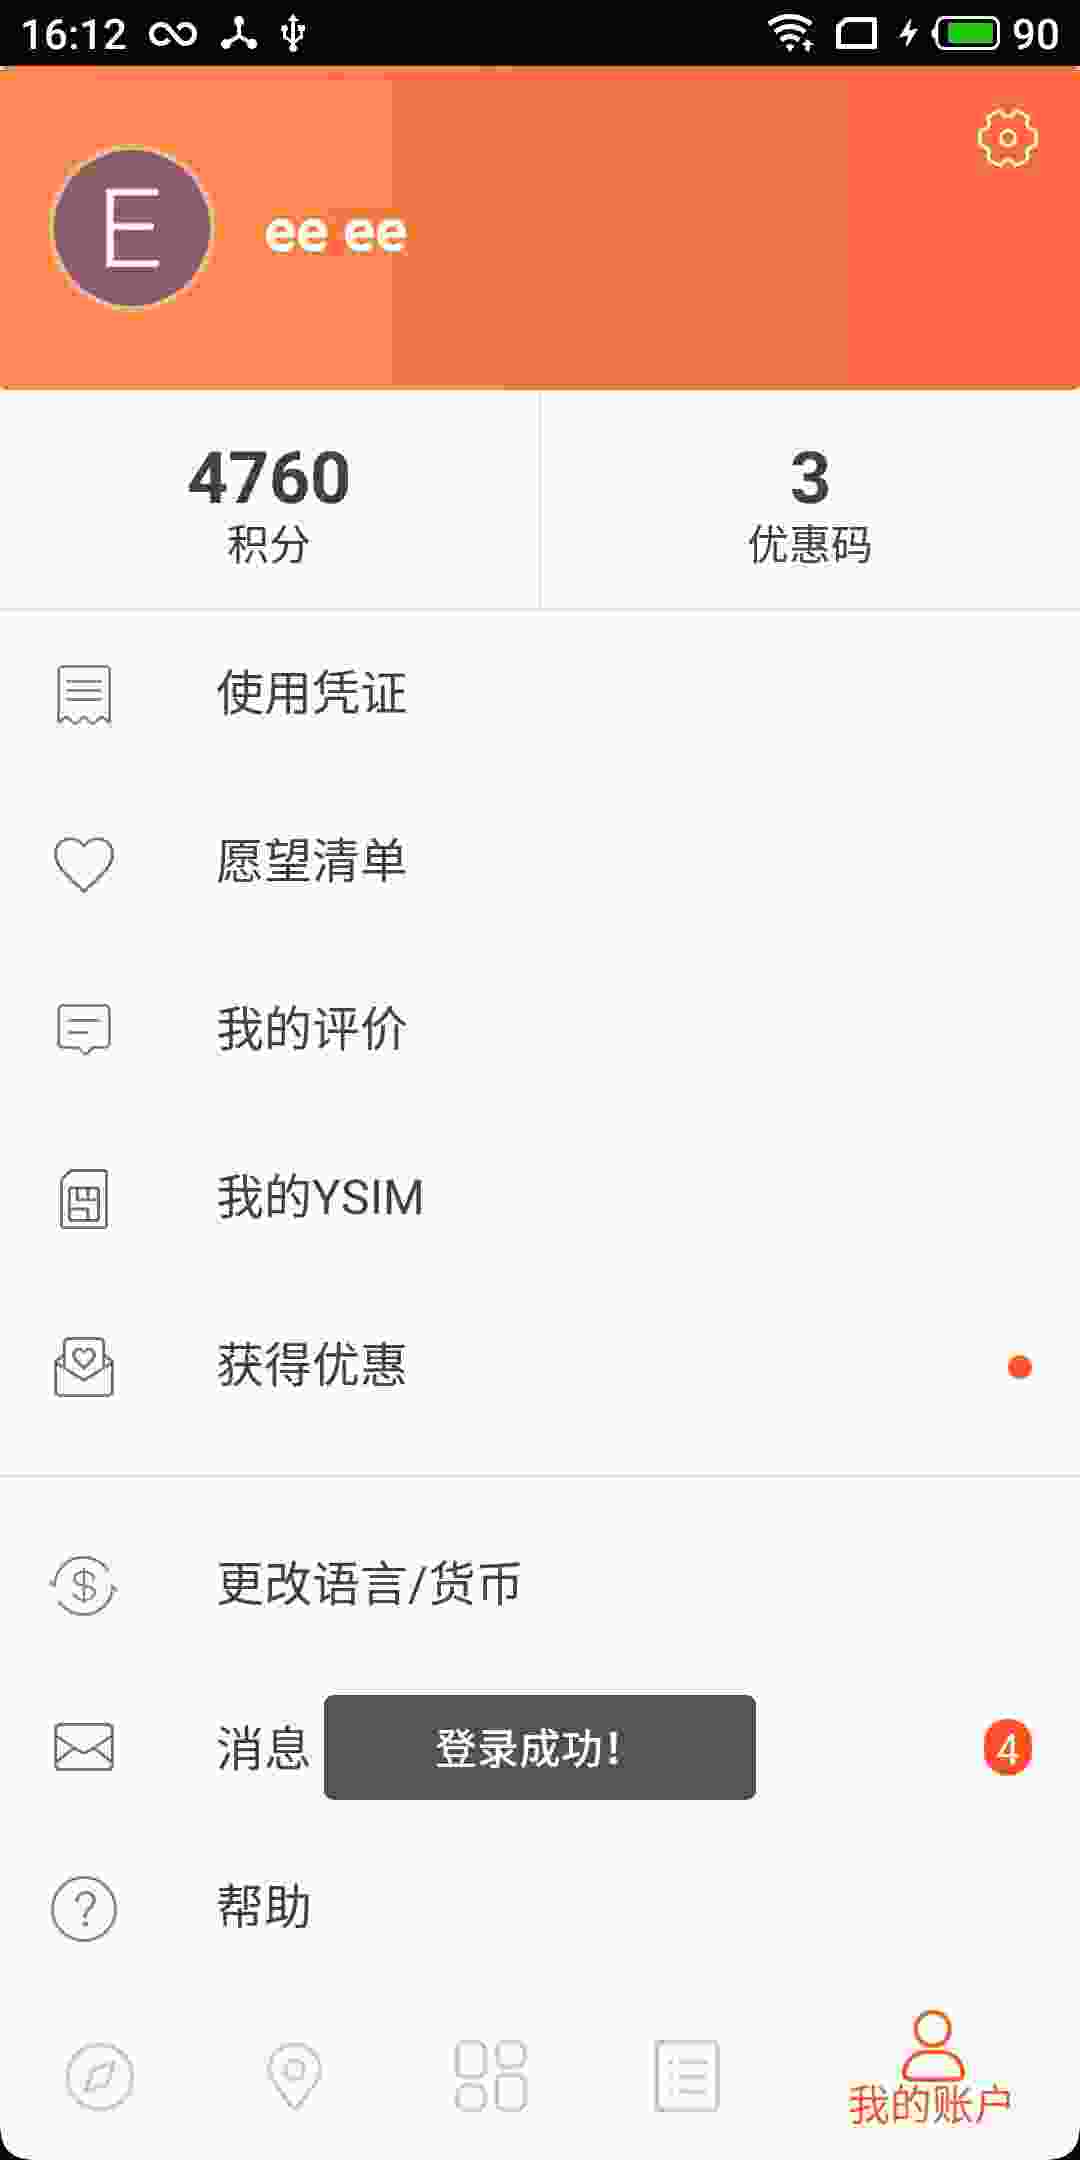 16:12
90
E
ee ee
4760
积分
3
优惠码
使用凭证
愿望清单
我的评价
我的YSIM
获得优惠
更改语言/货币
消息
登录成功！
4
帮助
我的账户